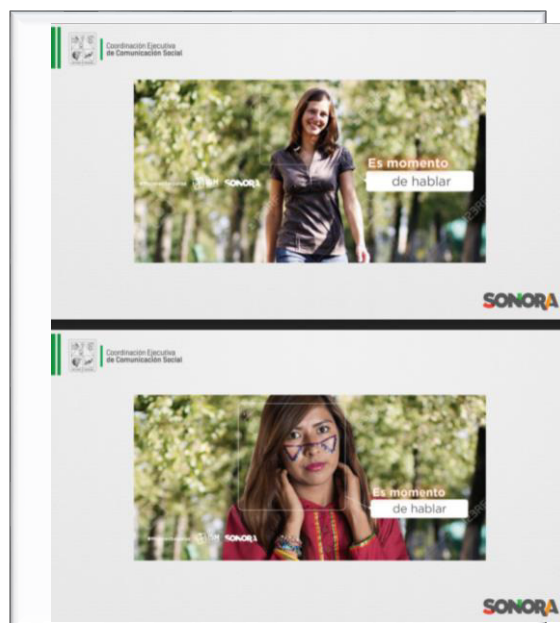 Coordinación Ejecutiva
de Comunicación Social
Es momento
de hablar
SONORA
SONORA
Coordinación Ejecutiva
de Comunicación Social
Es momento
de hablar
SONORA
SONORA